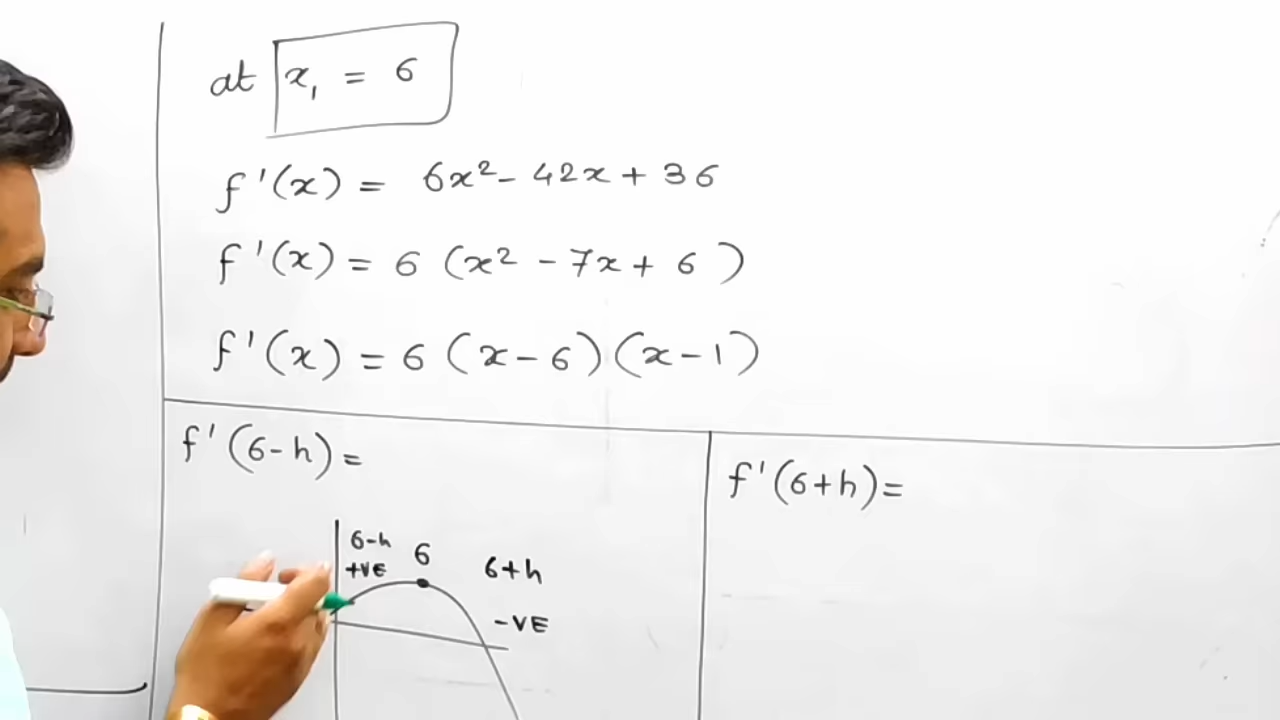 at x₁ = 6
f'(x) = 6x² - 42x + 36
f'(x) = 6 (x² - 7x + 6)
f'(x) = 6 (x - 6)(x - 1)
f'(6-h) =
f'(6+h) =
6-h
+VE
6
6+h
-VE